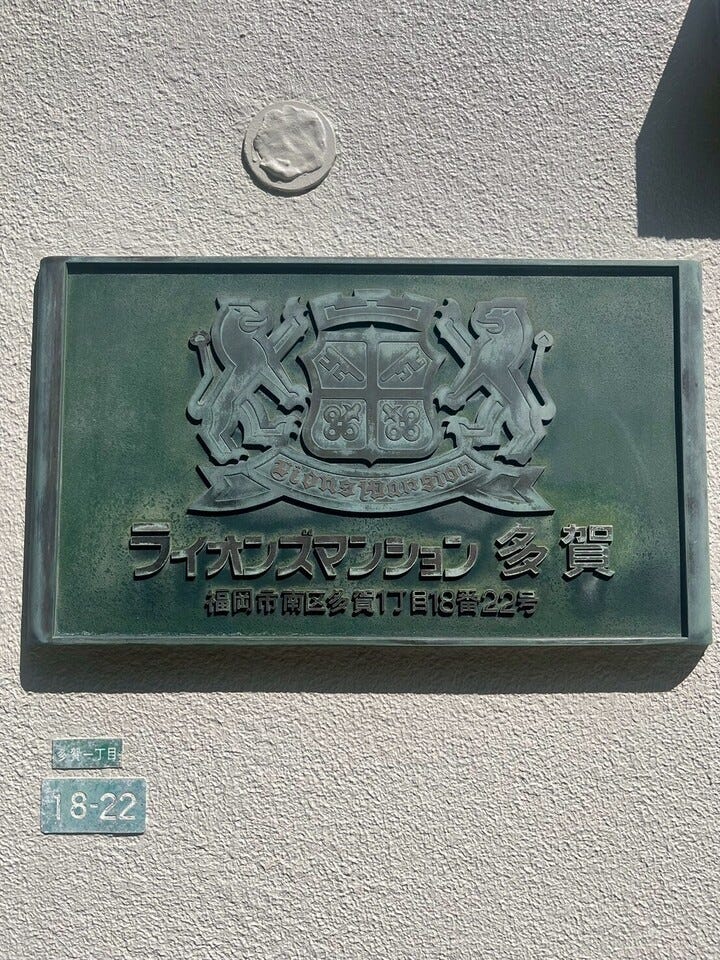 Lions Mansion
ライオンズマンション 多賀
福岡市南区多賀1丁目18番22号
多賀一丁目
18-22